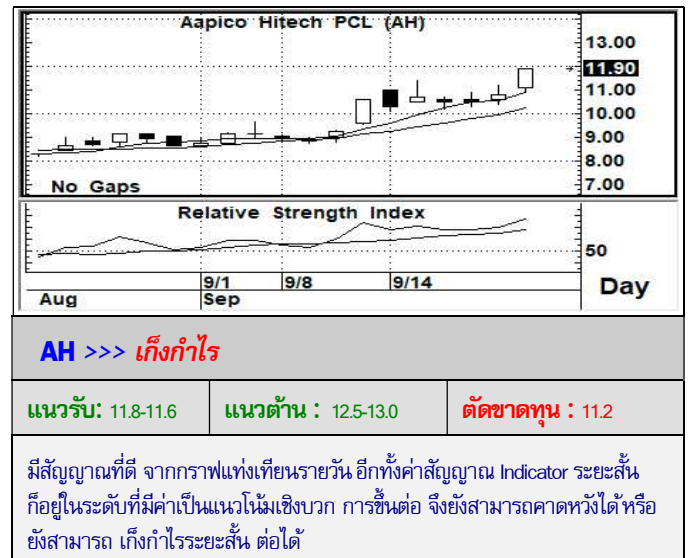 Aapico Hitech PCL (AH)
13.00
11.90
11.00
10.00
9.00
8.00
7.00
No Gaps
Relative Strength Index
50
9/1 9/8 9/14
Aug Sep
Day
AH >>> เก็งกำไร
แนวรับ: 11.8-11.6 แนวต้าน : 12.5-13.0 ตัดขาดทุน : 11.2
มีสัญญาณที่ดี จากกราฟแท่งเทียนรายวัน อีกทั้งค่าสัญญาณ Indicator ระยะสั้น
ก็อยู่ในระดับที่มีค่าเป็นแนวโน้มเชิงบวก การขึ้นต่อ จึงยังสามารถคาดหวังได้ หรือ
ยังสามารถ เก็งกำไรระยะสั้น ต่อได้